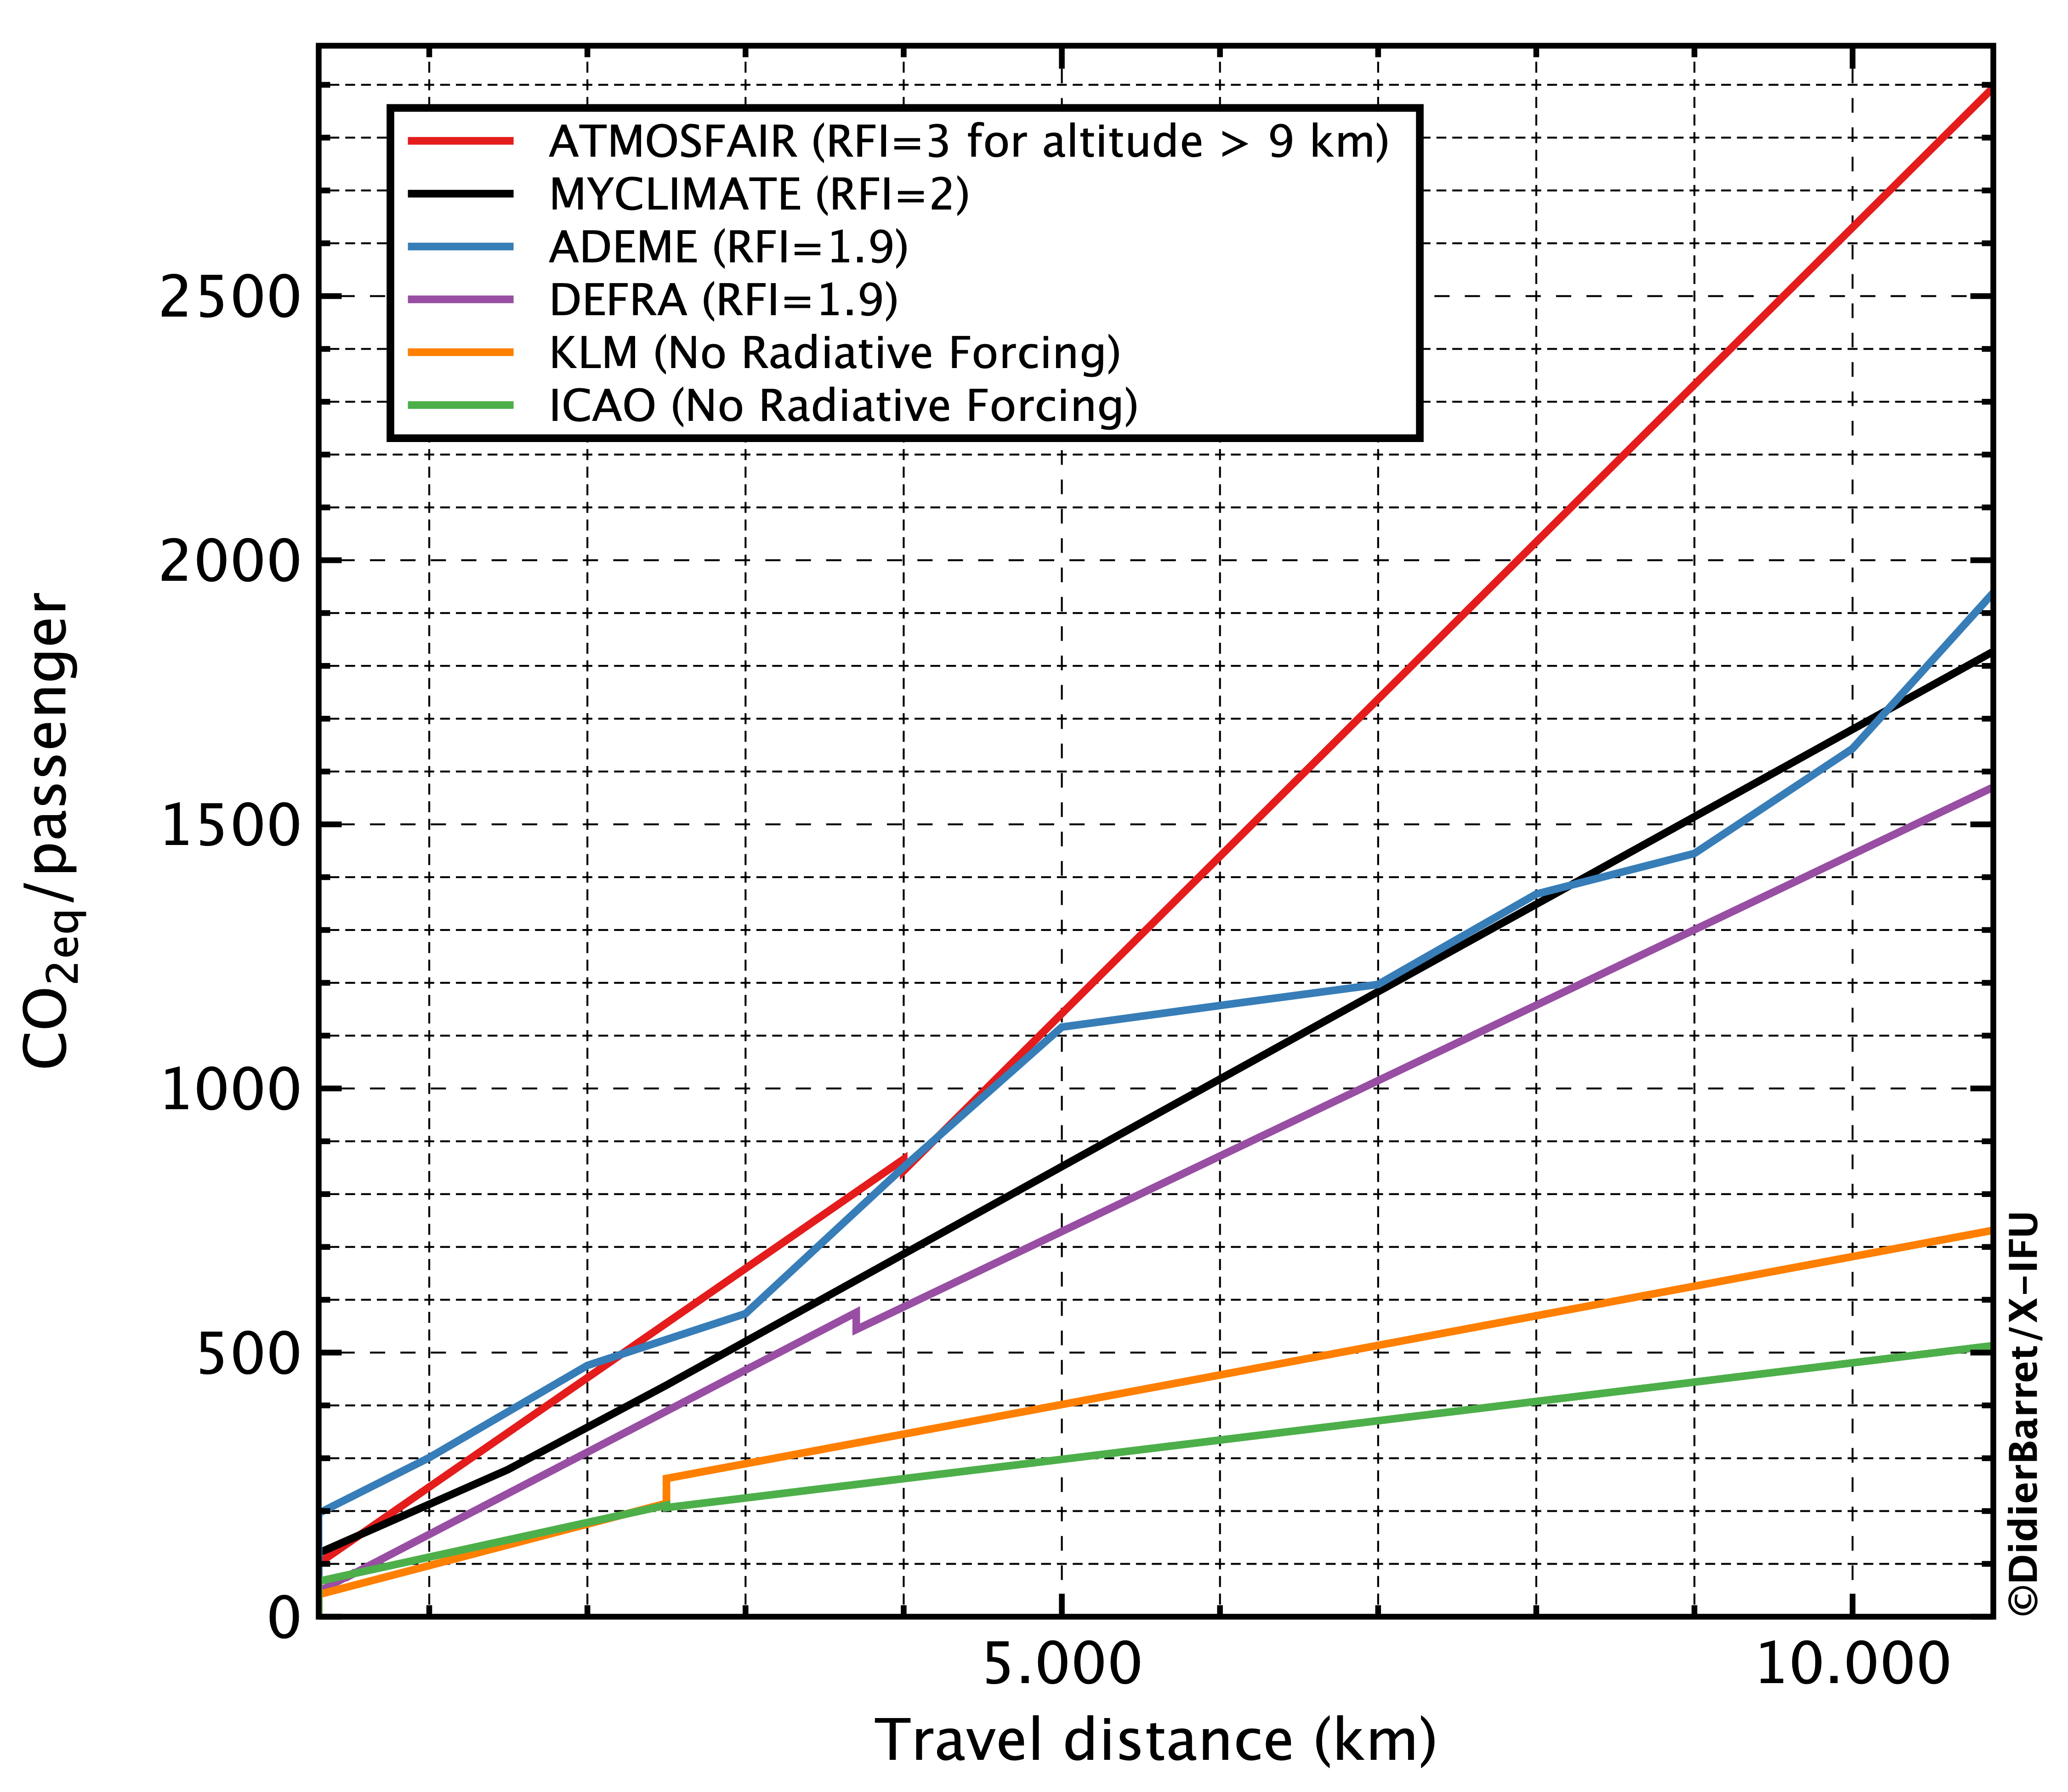 ATMOSFAIR (RFI=3 for altitude > 9 km)
MYCLIMATE (RFI=2)
ADEME (RFI=1.9)
DEFRA (RFI=1.9)
KLM (No Radiative Forcing)
ICAO (No Radiative Forcing)
2500
2000
1500
1000
500
0
CO2eq/passenger
5.000
10.000
Travel distance (km)
©DidierBarret/X-IFU